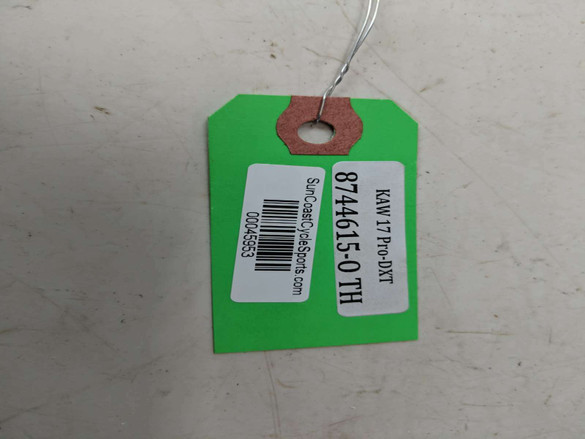 KAW 17 Pro-DXT
8744615-0 TH
SunCoastCycleSports.com
00045953